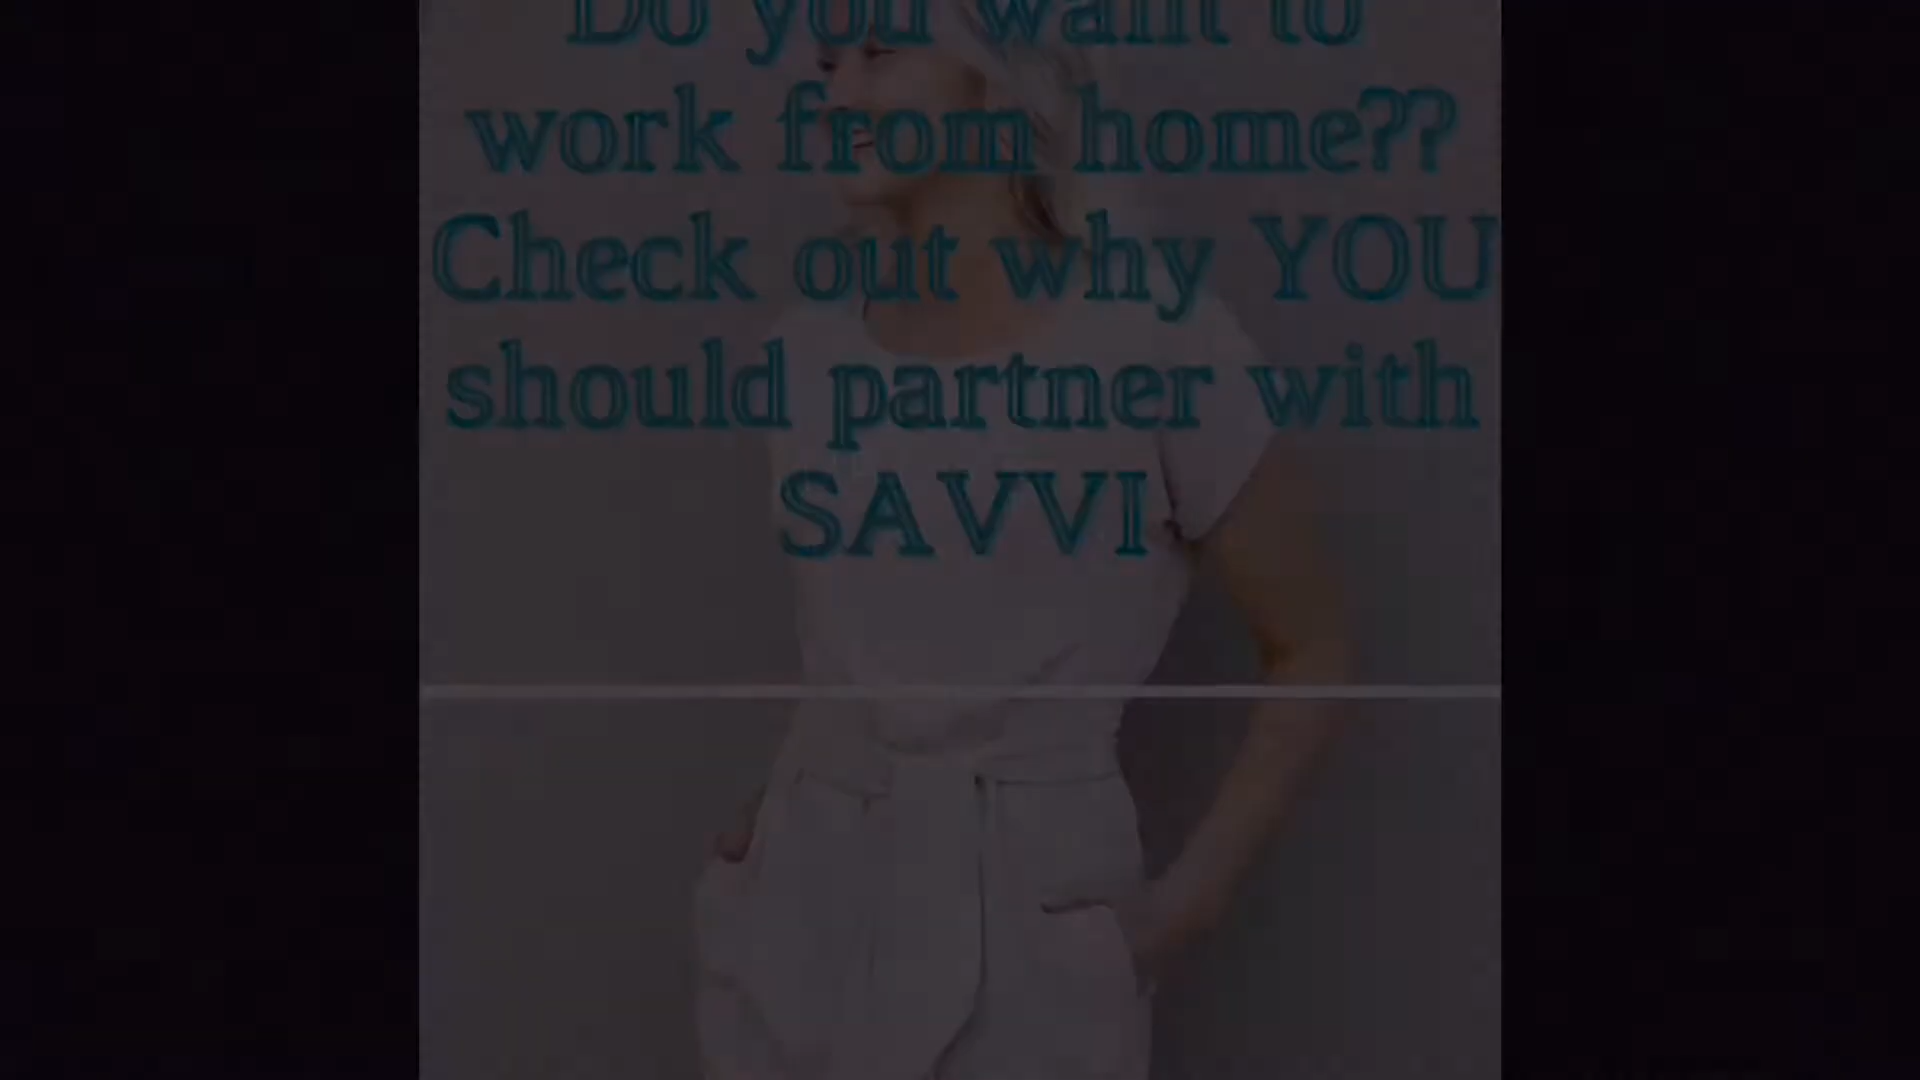 Do you want to
work from home??
Check out why YOU
should partner with
SAVVI